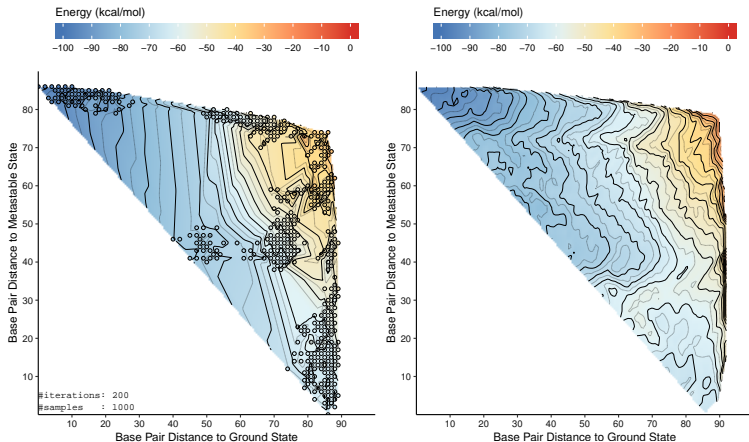 Energy (kcal/mol)
−100 −90 −80 −70 −60 −50 −40 −30 −20 −10 0
Base Pair Distance to Metastable State
80
70
60
50
40
30
20
10
#iterations: 200
#samples : 1000
10 20 30 40 50 60 70 80 90
Base Pair Distance to Ground State
Energy (kcal/mol)
−100 −90 −80 −70 −60 −50 −40 −30 −20 −10 0
Base Pair Distance to Metastable State
80
70
60
50
40
30
20
10
10 20 30 40 50 60 70 80 90
Base Pair Distance to Ground State